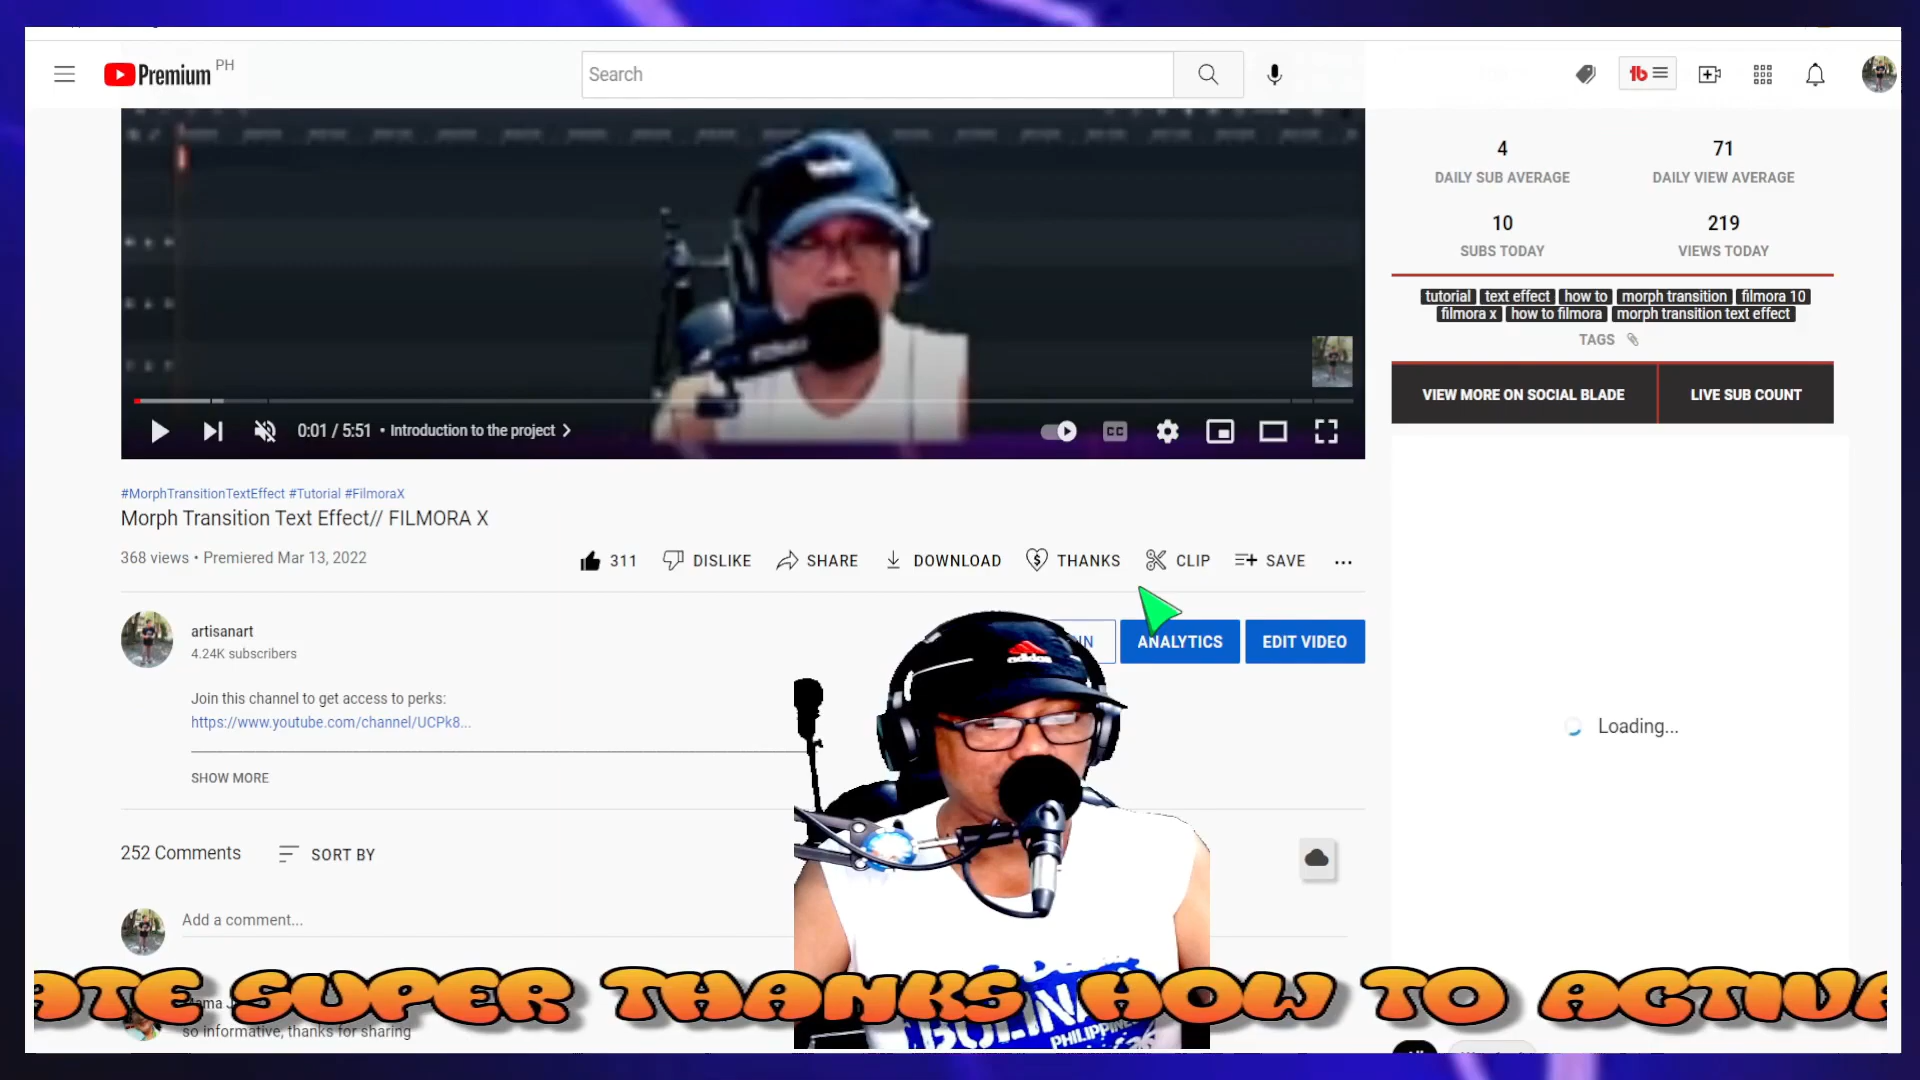 Premium PH
Search
4
DAILY SUB AVERAGE
71
DAILY VIEW AVERAGE
10
SUBS TODAY
219
VIEWS TODAY
tutorial text effect how to morph transition filmora 10
filmora x how to filmora morph transition text effect
TAGS
VIEW MORE ON SOCIAL BLADE
LIVE SUB COUNT
0:01 / 5:51 • Introduction to the project
CC
#MorphTransitionTextEffect #Tutorial #FilmoraX
Morph Transition Text Effect// FILMORA X
368 views • Premiered Mar 13, 2022
311
DISLIKE
SHARE
DOWNLOAD
THANKS
CLIP
SAVE
artisanart
4.24K subscribers
ANALYTICS
EDIT VIDEO
adidas
Join this channel to get access to perks:
https://www.youtube.com/channel/UCPk8...
SHOW MORE
Loading...
252 Comments
SORT BY
Add a comment...
ATE SUPER THANKS HOW TO ACTIVA
so informative, thanks for sharing